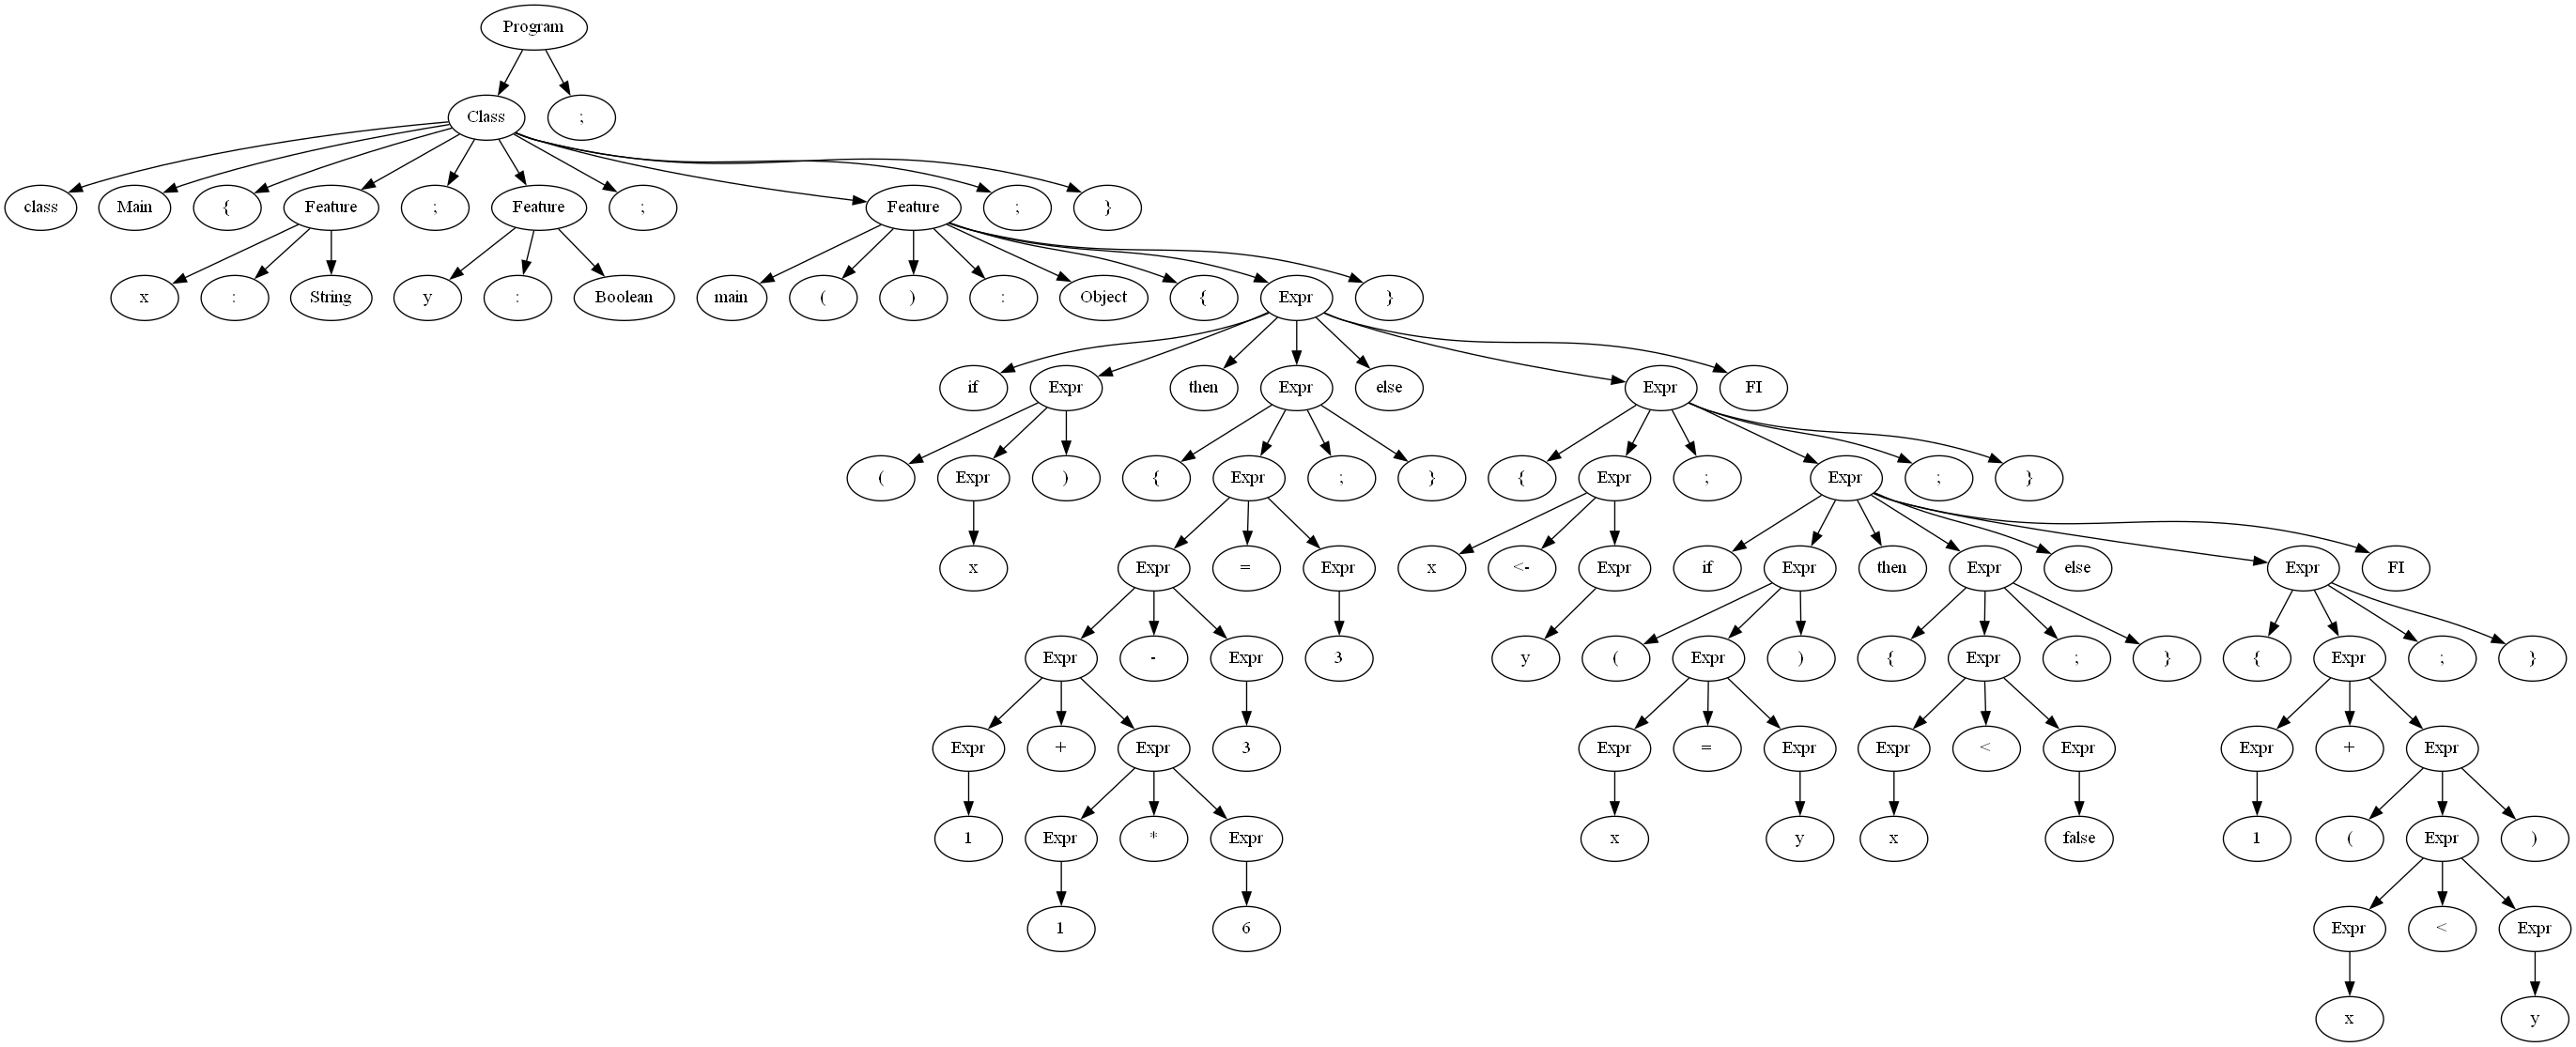 Program
Class ;
class Main { Feature ; Feature ; Feature ; }
x : String y : Boolean main ( ) : Object { Expr }
if Expr then Expr else Expr FI
( Expr ) { Expr ; } { Expr ; Expr ; }
x Expr = Expr x <- Expr if Expr then Expr else Expr FI
Expr - Expr 3 y ( Expr ) { Expr ; } { Expr ; }
Expr + Expr 3 Expr = Expr Expr < Expr Expr + Expr
1 Expr * Expr x y x false 1 ( Expr )
1 6 Expr < Expr
x y